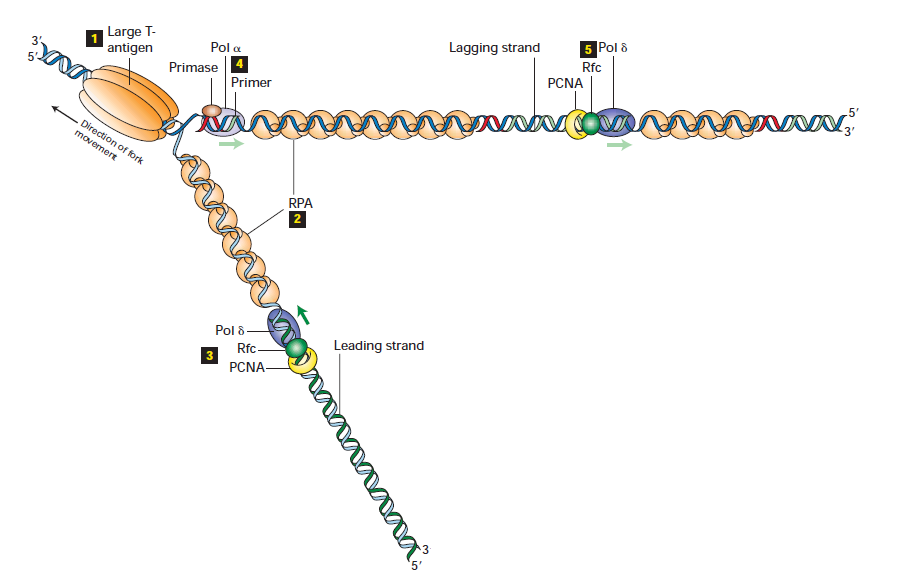 3′
5′
1 Large T-
antigen
Direction of fork
movement
Primase
Pol α
4
Primer
RPA
2
Lagging strand
5 Pol δ
Rfc
PCNA
5′
3′
Pol δ
3 Rfc
PCNA
Leading strand
3
5′